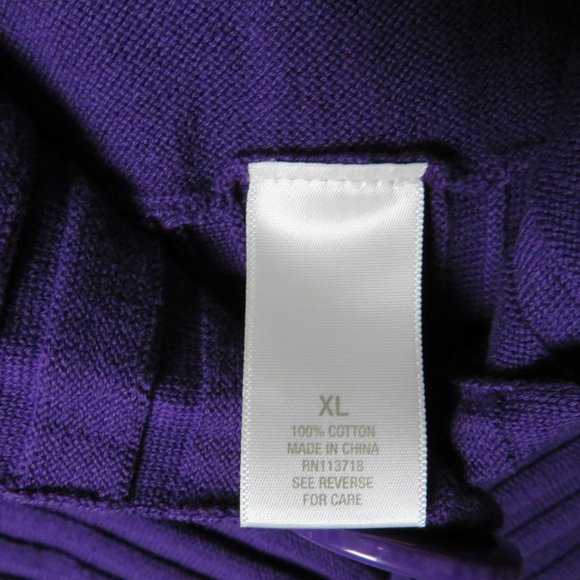 XL
100% COTTON
MADE IN CHINA
RN113718
SEE REVERSE
FOR CARE